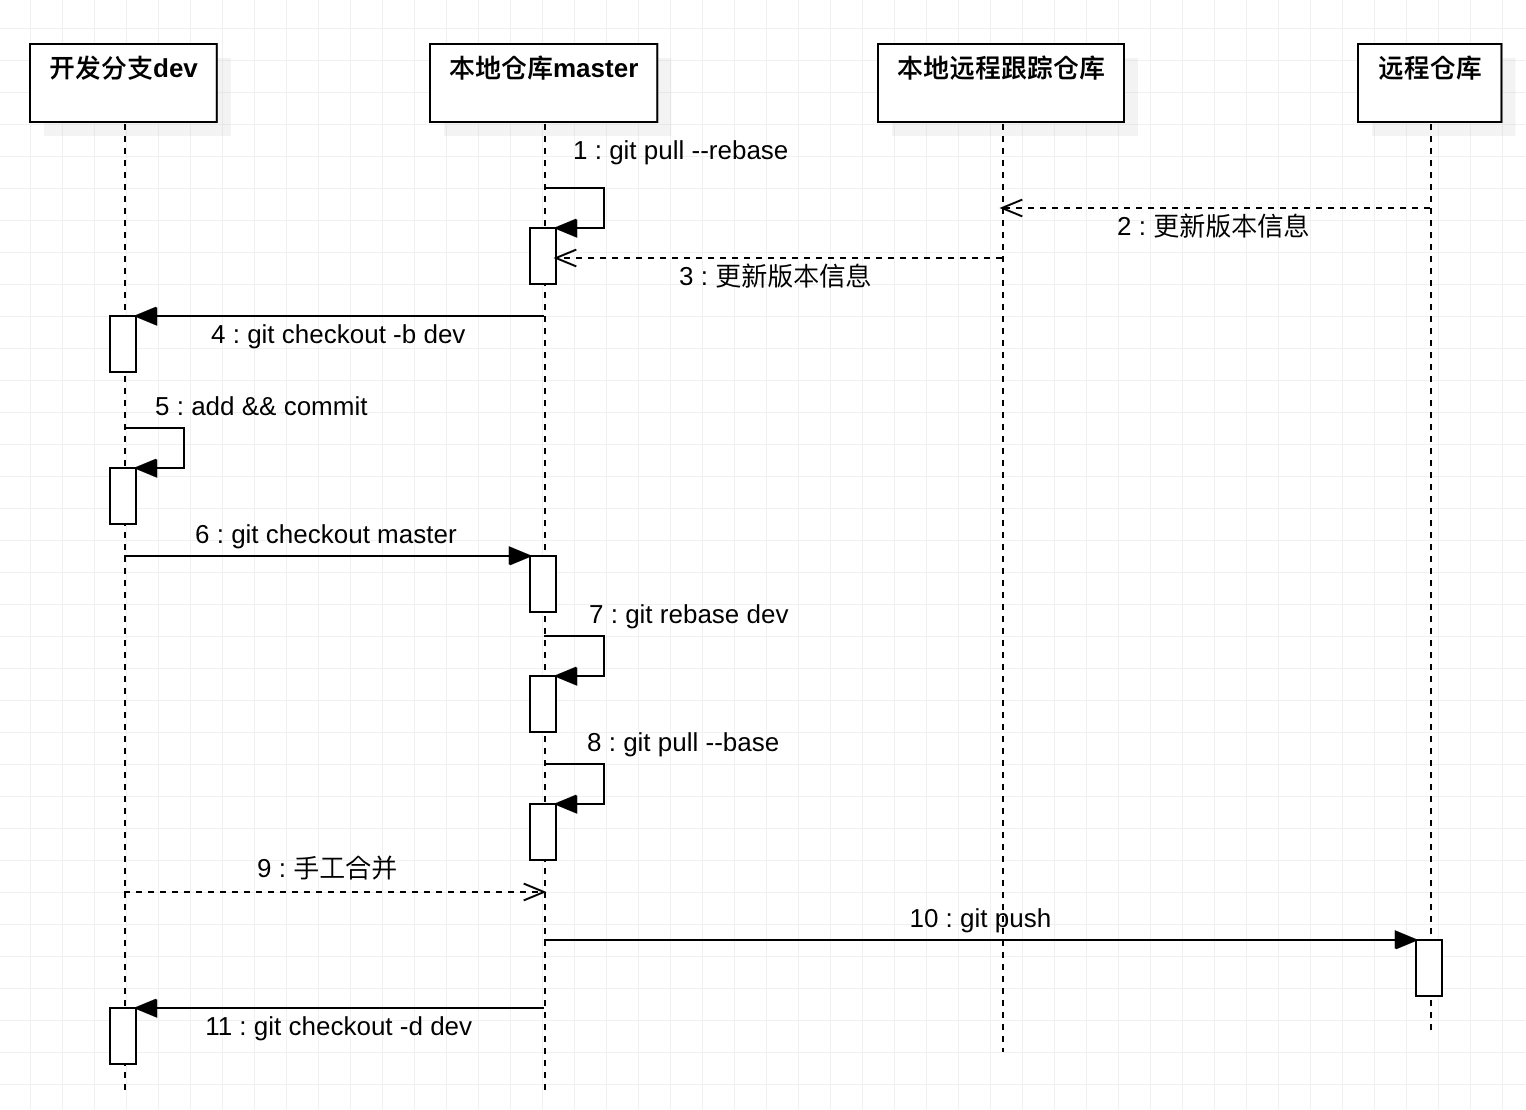 开发分支dev
本地仓库master
本地远程跟踪仓库
远程仓库
1 : git pull --rebase
2 : 更新版本信息
3 : 更新版本信息
4 : git checkout -b dev
5 : add && commit
6 : git checkout master
7 : git rebase dev
8 : git pull --base
9 : 手工合并
10 : git push
11 : git checkout -d dev